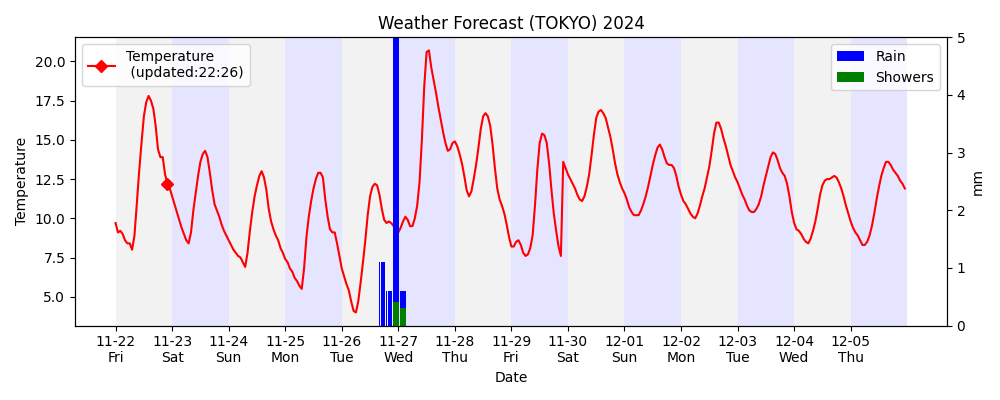 Weather Forecast (TOKYO) 2024
Temperature
(updated:22:26)
Rain
Showers
Temperature
20.0
17.5
15.0
12.5
10.0
7.5
5.0
5
4
3
2
1
0
mm
11-22 11-23 11-24 11-25 11-26 11-27 11-28 11-29 11-30 12-01 12-02 12-03 12-04 12-05
Fri Sat Sun Mon Tue Wed Thu Fri Sat Sun Mon Tue Wed Thu
Date